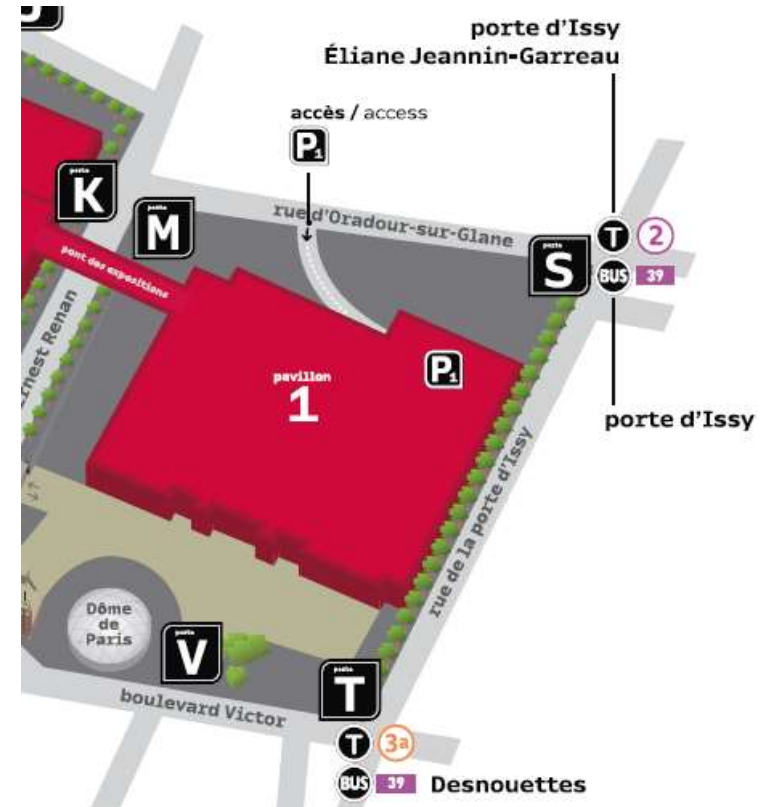 porte d'Issy
Éliane Jeannin-Garreau
accès / access
P1
porte
K
porte
M
rue d'Oradour-sur-Glane
porte
S
T 2
BUS 39
pont des expositions
porte d'Issy
pavillon
1
P1
rue de la porte d'Issy
Dôme
de
Paris
porte
V
porte
T
boulevard Victor
T 3a
BUS 39 Desnouettes